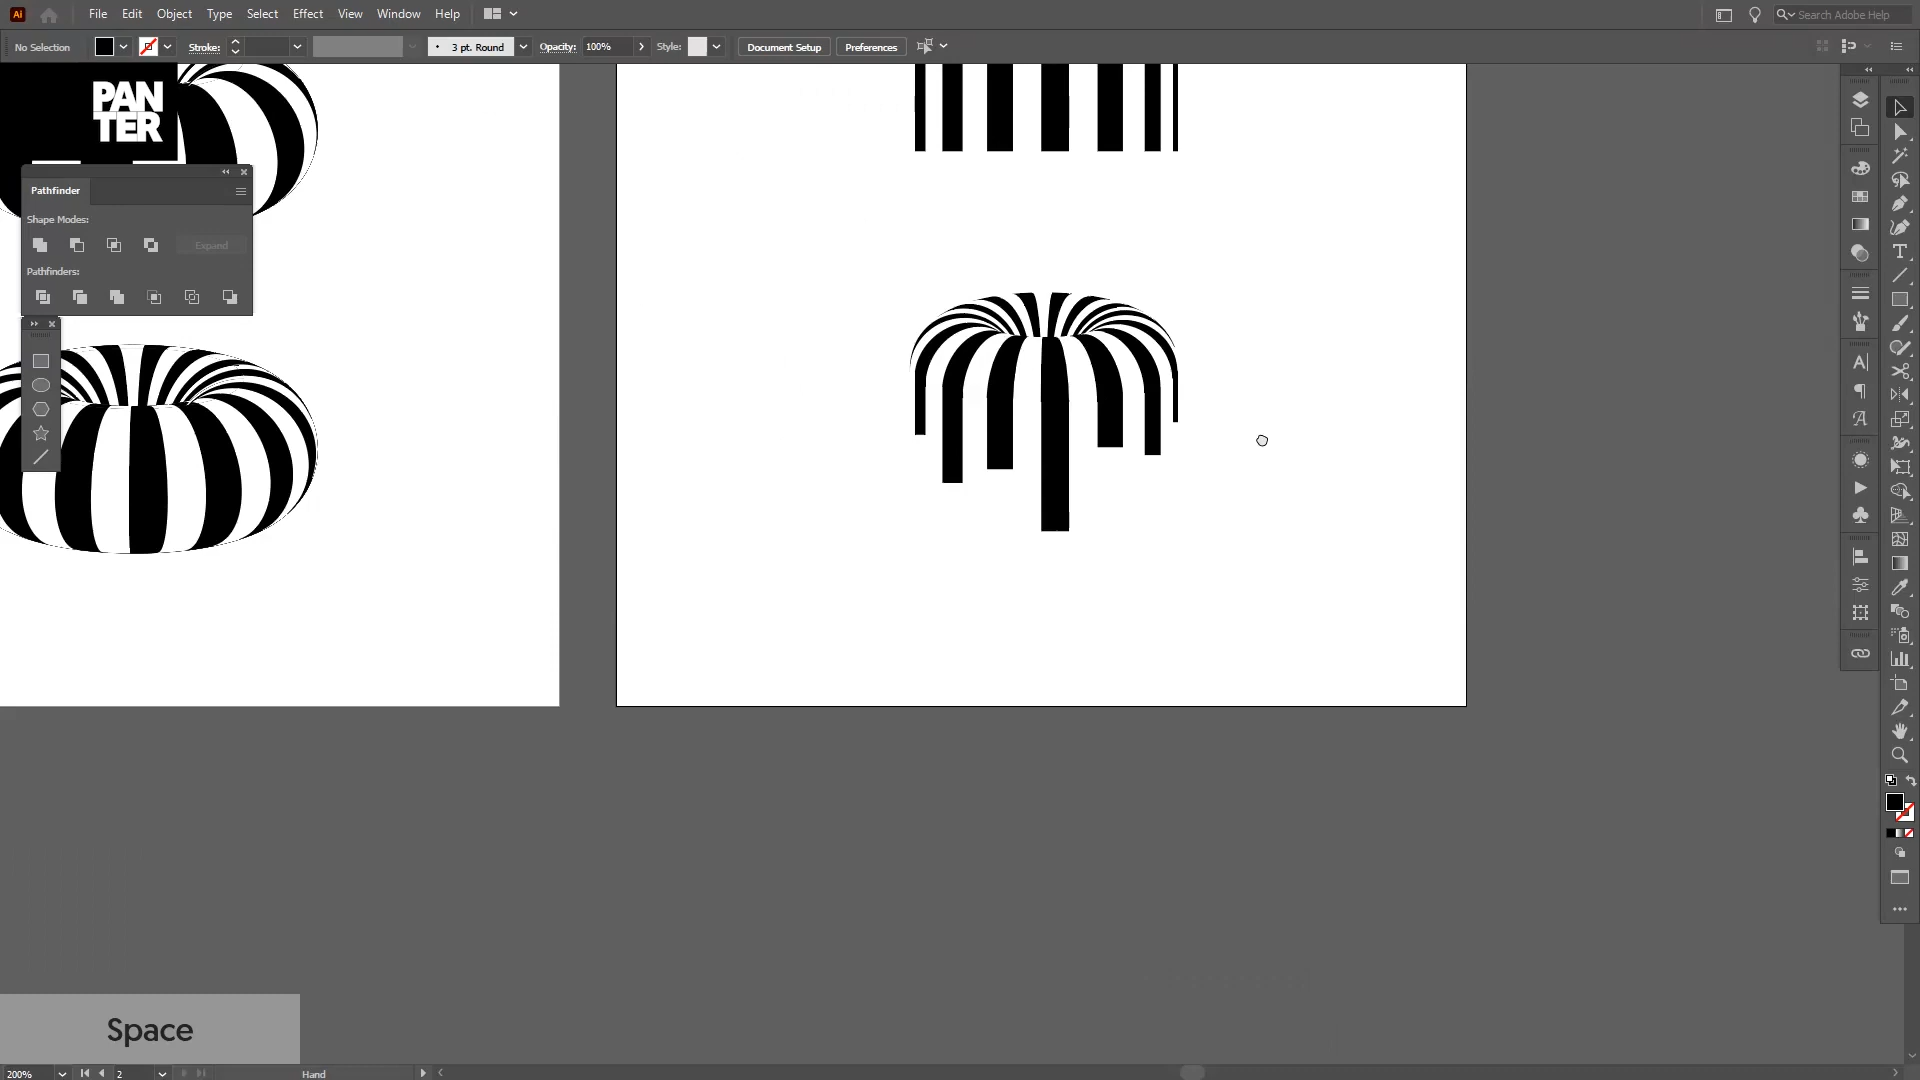 Ai File Edit Object Type Select Effect View Window Help Search Adobe Help
No Selection Stroke: 3 pt. Round Opacity: 100% Style: Document Setup Preferences
PAN
TER
Pathfinder
Shape Modes:
Expand
Pathfinders:
Space
200% 2 Hand